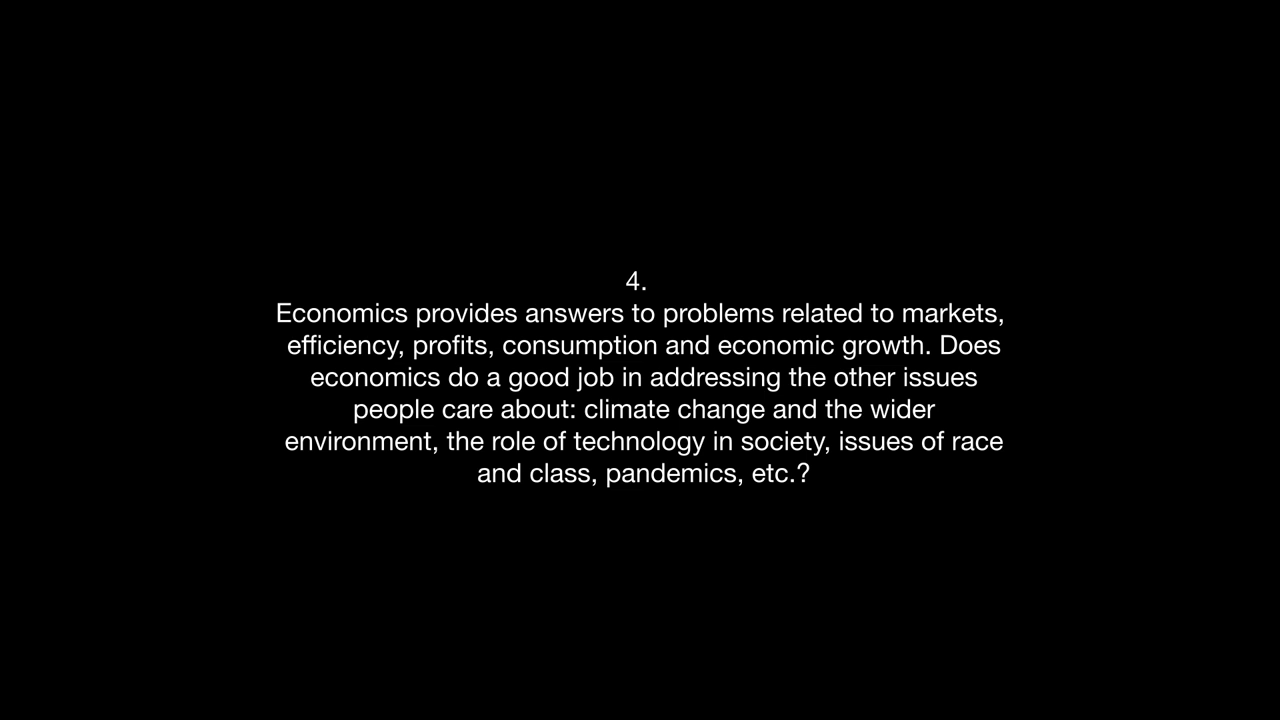 4.
Economics provides answers to problems related to markets,
efficiency, profits, consumption and economic growth. Does
economics do a good job in addressing the other issues
people care about: climate change and the wider
environment, the role of technology in society, issues of race
and class, pandemics, etc.?